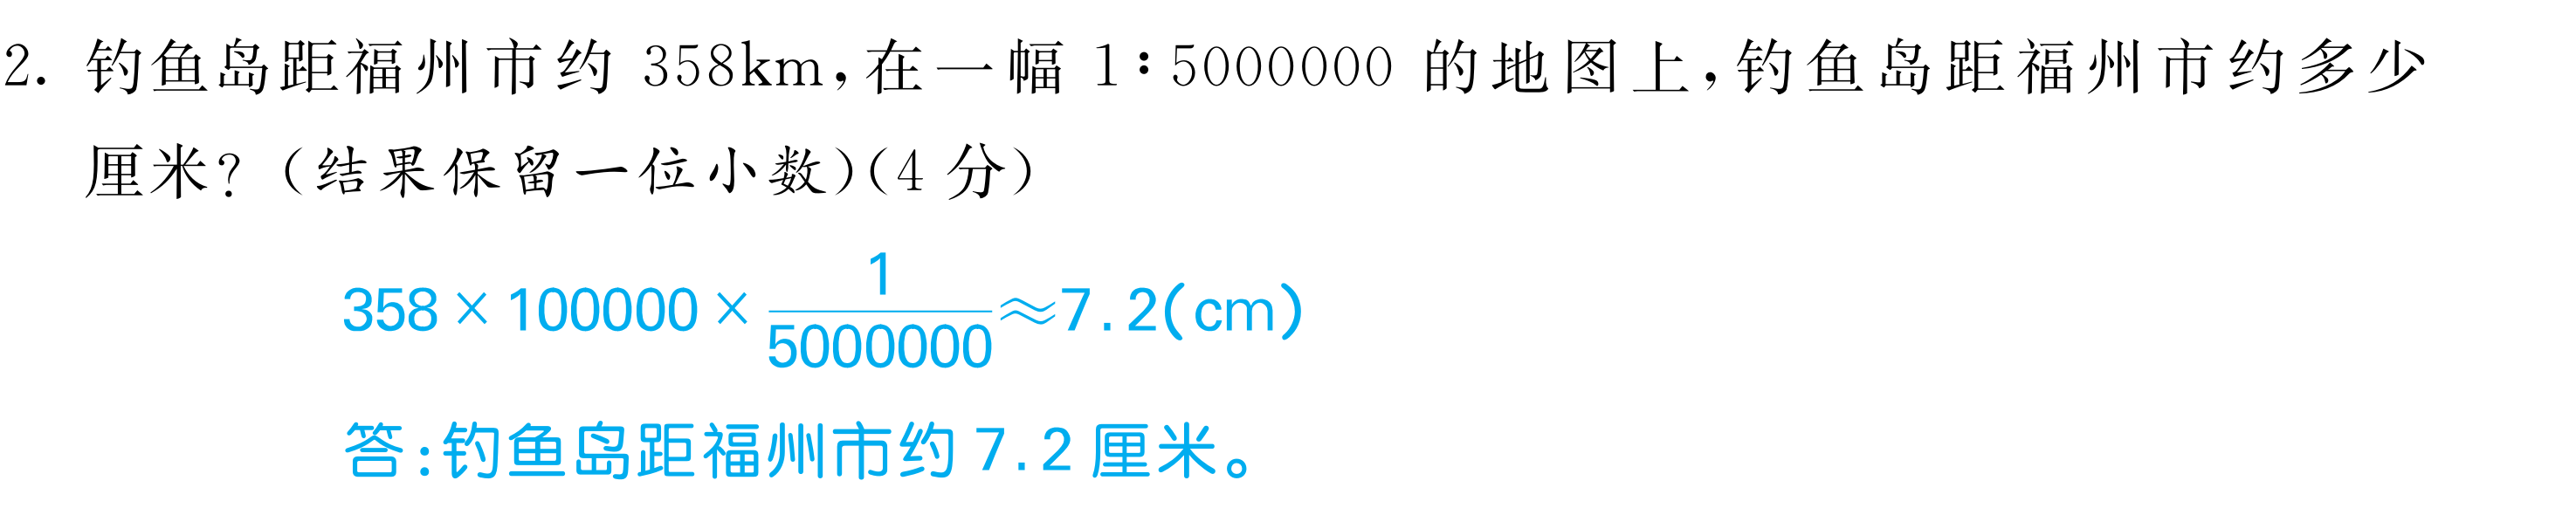 2. 钓鱼岛距福州市约 358km,在一幅 1∶5000000 的地图上,钓鱼岛距福州市约多少
厘米?(结果保留一位小数)(4 分)
358×100000×1/5000000≈7.2(cm)
答:钓鱼岛距福州市约 7.2 厘米。